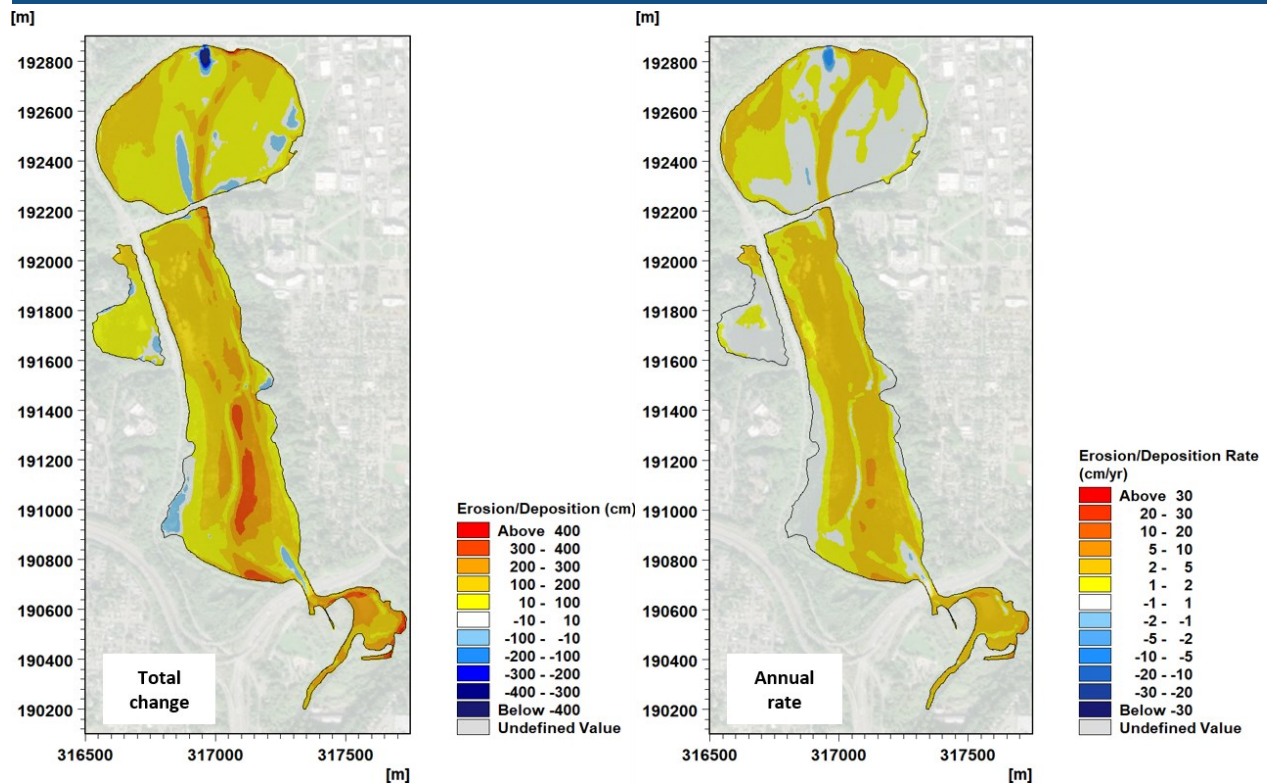 [m]
192800
192600
192400
192200
192000
191800
191600
191400
191200
191000
190800
190600
190400
190200
316500 317000 317500
[m]
Total
change
Erosion/Deposition (cm)
Above 400
300 - 400
200 - 300
100 - 200
10 - 100
-10 - 10
-100 - -10
-200 - -100
-300 - -200
-400 - -300
Below -400
Undefined Value
[m]
192800
192600
192400
192200
192000
191800
191600
191400
191200
191000
190800
190600
190400
190200
316500 317000 317500
[m]
Annual
rate
Erosion/Deposition Rate
(cm/yr)
Above 30
20 - 30
10 - 20
5 - 10
2 - 5
1 - 2
-1 - 1
-2 - -1
-5 - -2
-10 - -5
-20 - -10
-30 - -20
Below -30
Undefined Value